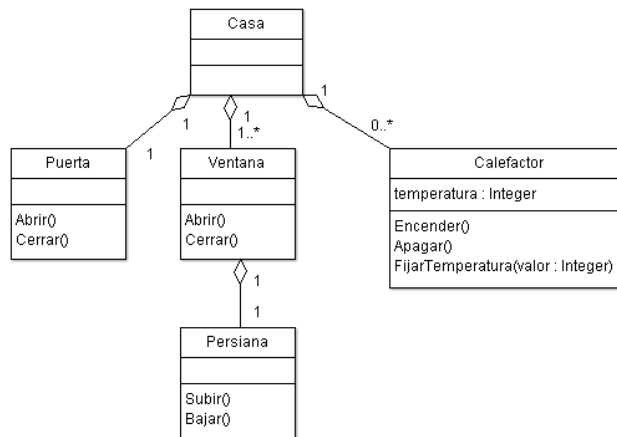 Casa
1
1
1
1
1..*
0..*
Puerta
Abrir()
Cerrar()
Ventana
Abrir()
Cerrar()
Calefactor
temperatura : Integer
Encender()
Apagar()
FijarTemperatura(valor : Integer)
1
1
Persiana
Subir()
Bajar()